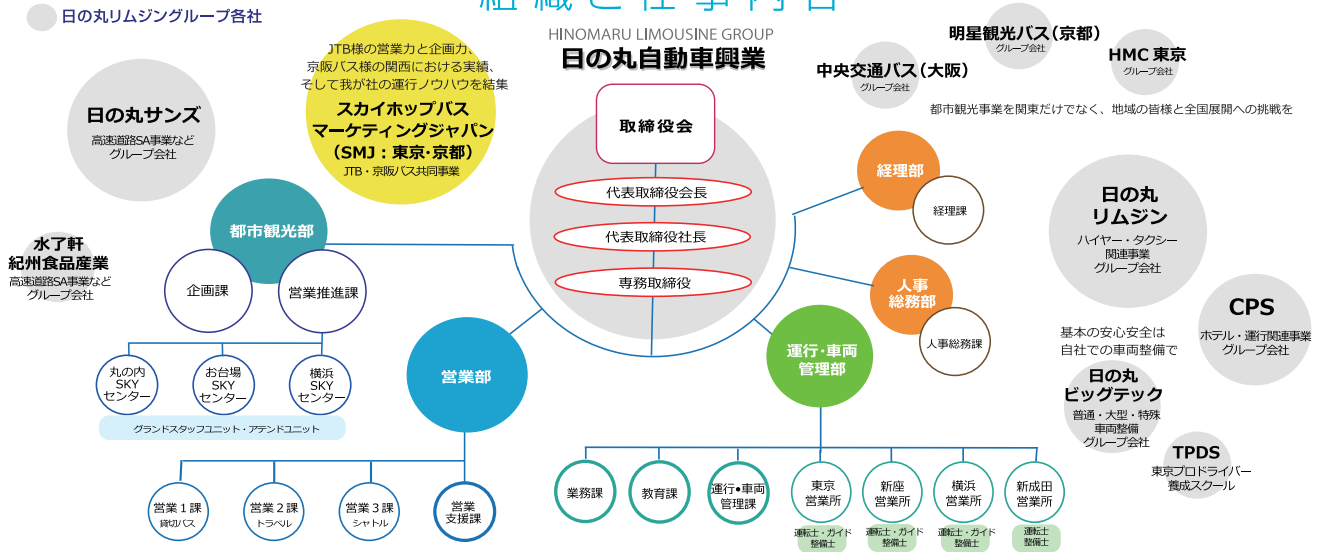 組織と仕事内容
日の丸リムジングループ各社
HINOMARU LIMOUSINE GROUP
日の丸自動車興業
取締役会
代表取締役会長
代表取締役社長
専務取締役
JTB様の営業力と企画力、
京阪バス様の関西における実績、
そして我が社の運行ノウハウを結集
スカイホップバス
マーケティングジャパン
（SMJ：東京・京都）
JTB・京阪バス共同事業
日の丸サンズ
高速道路SA事業など
グループ会社
水了軒
紀州食品産業
高速道路SA事業など
グループ会社
都市観光部
企画課
営業推進課
丸の内
SKY
センター
お台場
SKY
センター
横浜
SKY
センター
グランドスタッフユニット・アテンドユニット
営業部
営業１課
貸切バス
営業２課
トラベル
営業３課
シャトル
営業
支援課
運行・車両
管理部
業務課
教育課
運行•車両
管理課
東京
営業所
運転士・ガイド
整備士
新座
営業所
運転士・ガイド
整備士
横浜
営業所
運転士・ガイド
整備士
新成田
営業所
運転士
整備士
経理部
経理課
人事
総務部
人事総務課
中央交通バス（大阪）
グループ会社
明星観光バス（京都）
グループ会社
HMC 東京
グループ会社
都市観光事業を関東だけでなく、地域の皆様と全国展開への挑戦を
日の丸
リムジン
ハイヤー・タクシー
関連事業
グループ会社
CPS
ホテル・運行関連事業
グループ会社
基本の安心安全は
自社での車両整備で
日の丸
ビッグテック
普通・大型・特殊
車両整備
グループ会社
TPDS
東京プロドライバー
養成スクール